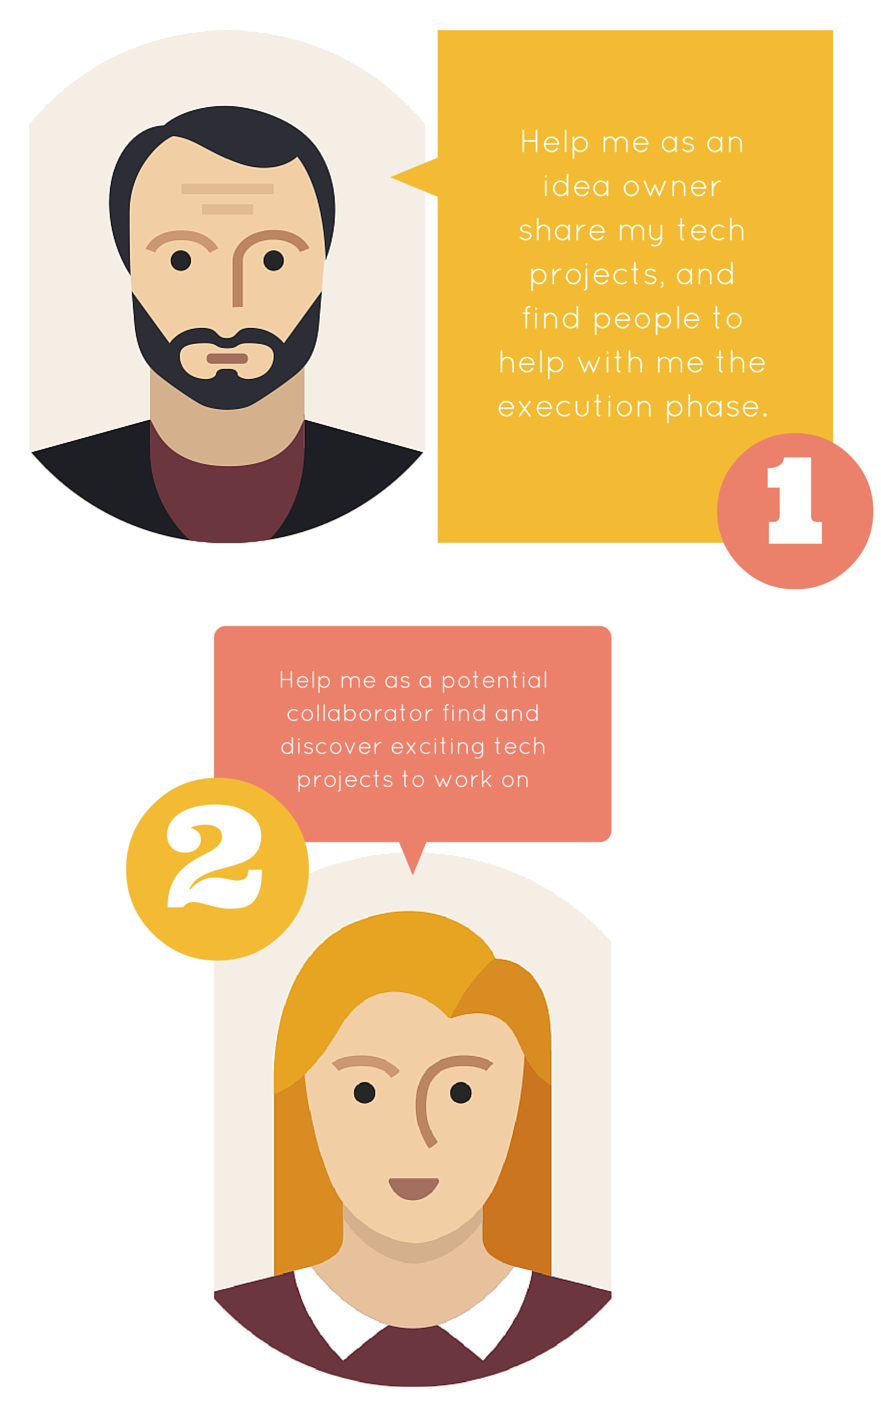 Help me as an
idea owner
share my tech
projects, and
find people to
help with me the
execution phase.
1
Help me as a potential
collaborator find and
discover exciting tech
projects to work on
2